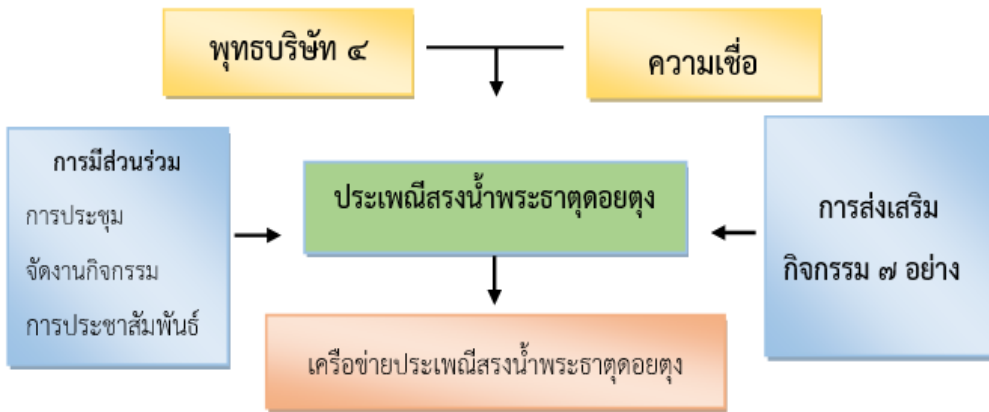 พุทธบริษัท ๔
ความเชื่อ
การมีส่วนร่วม
การประชุม
จัดงานกิจกรรม
การประชาสัมพันธ์
ประเพณีสรงน้ำพระธาตุดอยตุง
การส่งเสริม
กิจกรรม ๗ อย่าง
เครือข่ายประเพณีสรงน้ำพระธาตุดอยตุง